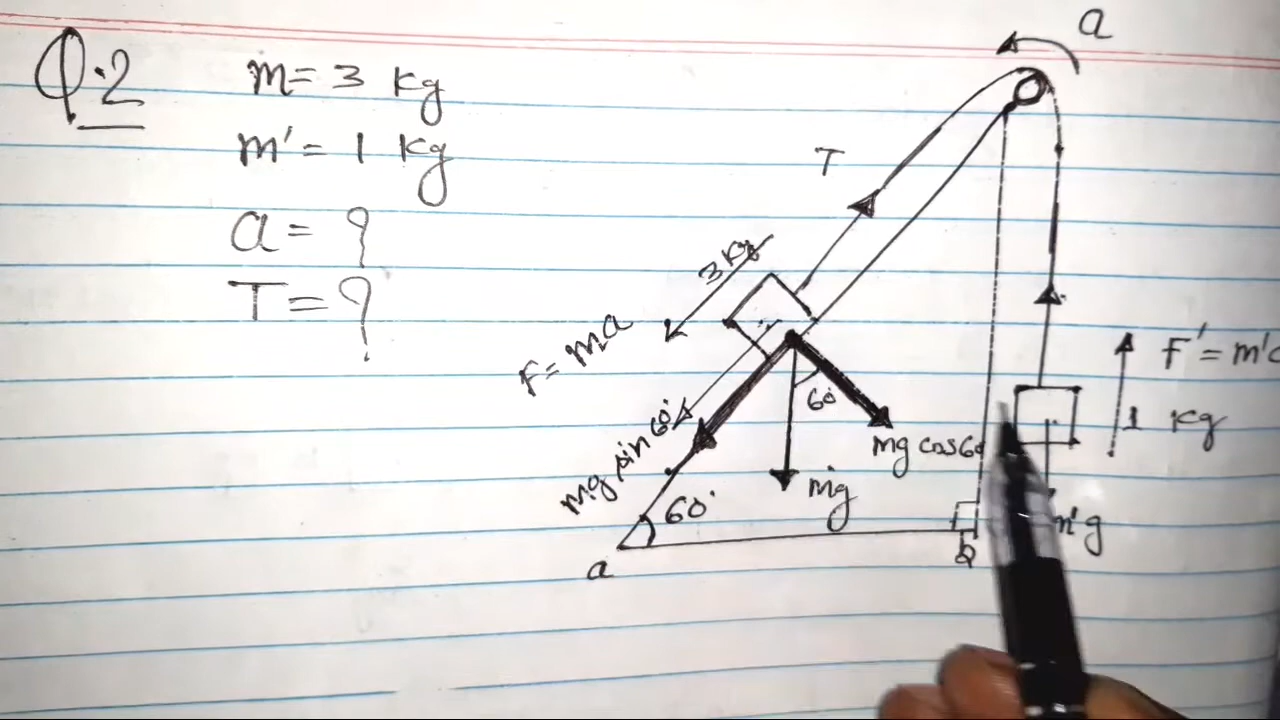 Q.2
m = 3 kg
m' = 1 kg
a = ?
T = ?
a
T
3 kg
F = ma
60°
mg sin 60°
mg cos 60
mg
60°
a
b
F' = m'a
1 kg
m'g